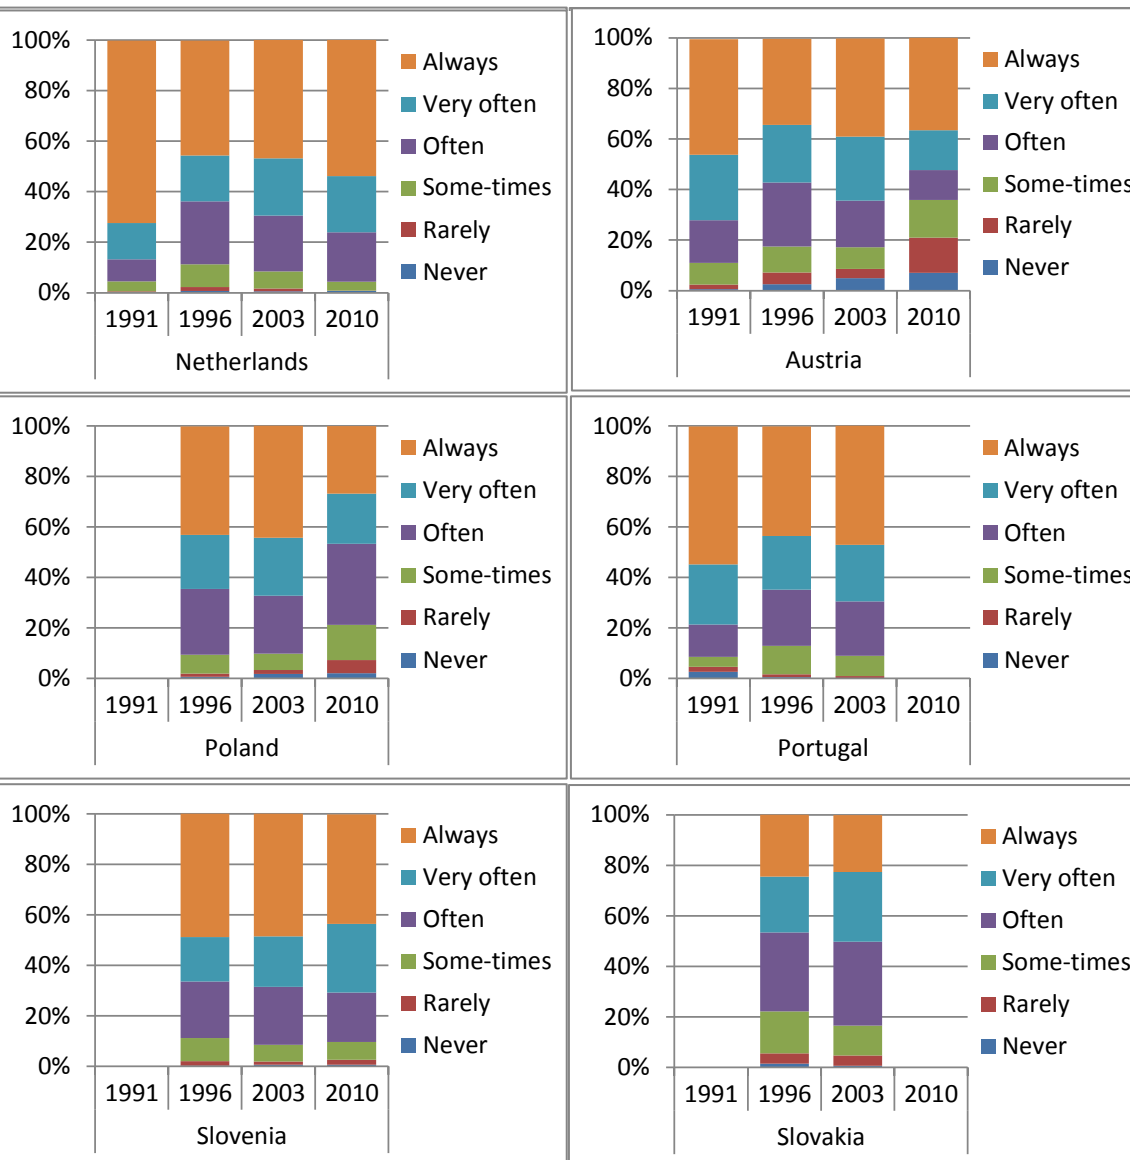 100%
80%
60%
40%
20%
0%
1991 1996 2003 2010
Netherlands
Always
Very often
Often
Some-times
Rarely
Never
100%
80%
60%
40%
20%
0%
1991 1996 2003 2010
Austria
Always
Very often
Often
Some-times
Rarely
Never
100%
80%
60%
40%
20%
0%
1991 1996 2003 2010
Poland
Always
Very often
Often
Some-times
Rarely
Never
100%
80%
60%
40%
20%
0%
1991 1996 2003 2010
Portugal
Always
Very often
Often
Some-times
Rarely
Never
100%
80%
60%
40%
20%
0%
1991 1996 2003 2010
Slovenia
Always
Very often
Often
Some-times
Rarely
Never
100%
80%
60%
40%
20%
0%
1991 1996 2003 2010
Slovakia
Always
Very often
Often
Some-times
Rarely
Never